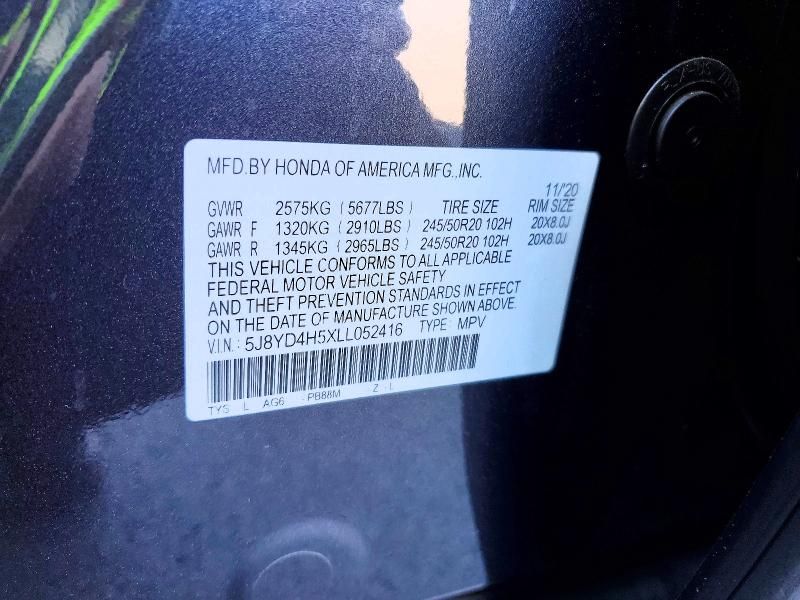 MFD.BY HONDA OF AMERICA MFG.,INC.
11/'20
GVWR 2575KG (5677LBS) TIRE SIZE RIM SIZE
GAWR F 1320KG (2910LBS) 245/50R20 102H 20X8.0J
GAWR R 1345KG (2965LBS) 245/50R20 102H 20X8.0J
THIS VEHICLE CONFORMS TO ALL APPLICABLE
FEDERAL MOTOR VEHICLE SAFETY
AND THEFT PREVENTION STANDARDS IN EFFECT
ON THE DATE OF MANUFACTURE SHOWN ABOVE.
V.I.N.: 5J8YD4H5XLL052416 TYPE: MPV
TYS L AG6 -PB88M Z-L